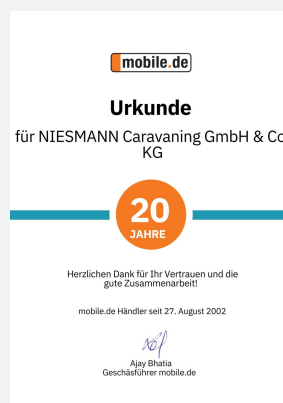 mobile.de
Urkunde
für NIESMANN Caravaning GmbH & Co
KG
20
JAHRE
Herzlichen Dank für Ihr Vertrauen und die
gute Zusammenarbeit!
mobile.de Händler seit 27. August 2002
Ajay Bhatia
Geschäsführer mobile.de